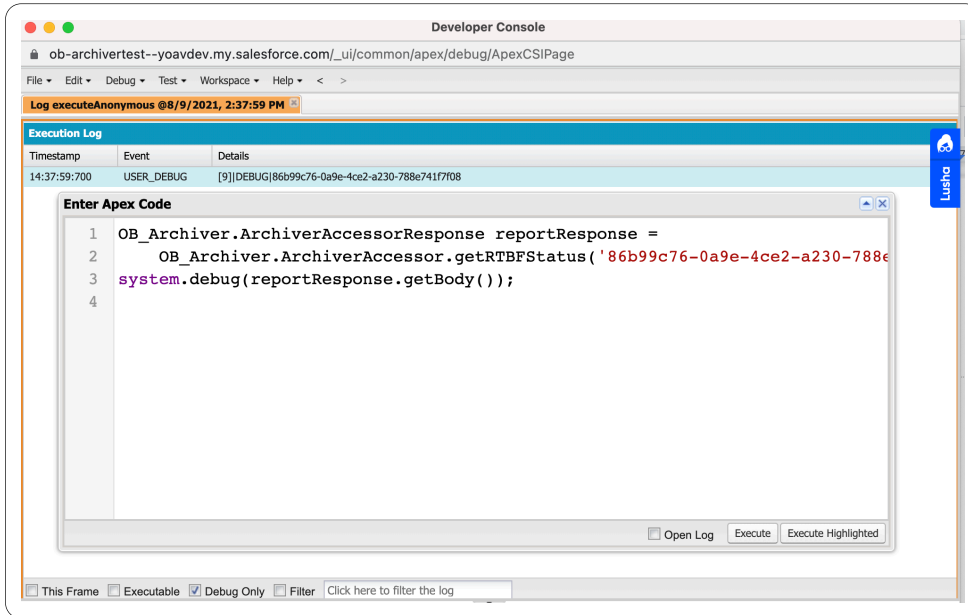 Developer Console
ob-archivertest--yoavdev.my.salesforce.com/_ui/common/apex/debug/ApexCSIPage
File Edit Debug Test Workspace Help < >
Log executeAnonymous @8/9/2021, 2:37:59 PM
Execution Log
Timestamp Event Details
14:37:59:700 USER_DEBUG [9]|DEBUG|86b99c76-0a9e-4ce2-a230-788e741f7f08
Lusha
Enter Apex Code
1 OB_Archiver.ArchiverAccessorResponse reportResponse =
2 OB_Archiver.ArchiverAccessor.getRTBFStatus('86b99c76-0a9e-4ce2-a230-788e
3 system.debug(reportResponse.getBody());
4
Open Log Execute Execute Highlighted
This Frame Executable Debug Only Filter Click here to filter the log